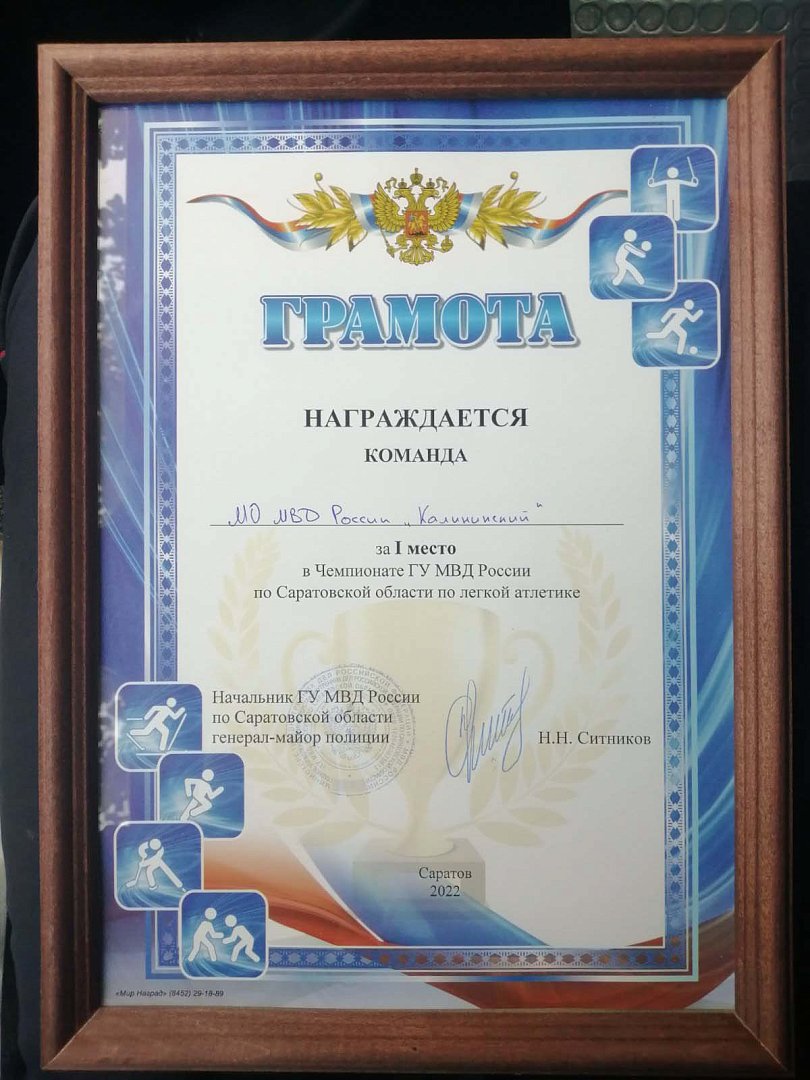 ГРАМОТА
НАГРАЖДАЕТСЯ
КОМАНДА
МО МВД России „Калининский"
за I место
в Чемпионате ГУ МВД России
по Саратовской области по легкой атлетике
Начальник ГУ МВД России
по Саратовской области
генерал-майор полиции
Н.Н. Ситников
Саратов
2022
«Мир Наград» (8452) 29-18-89